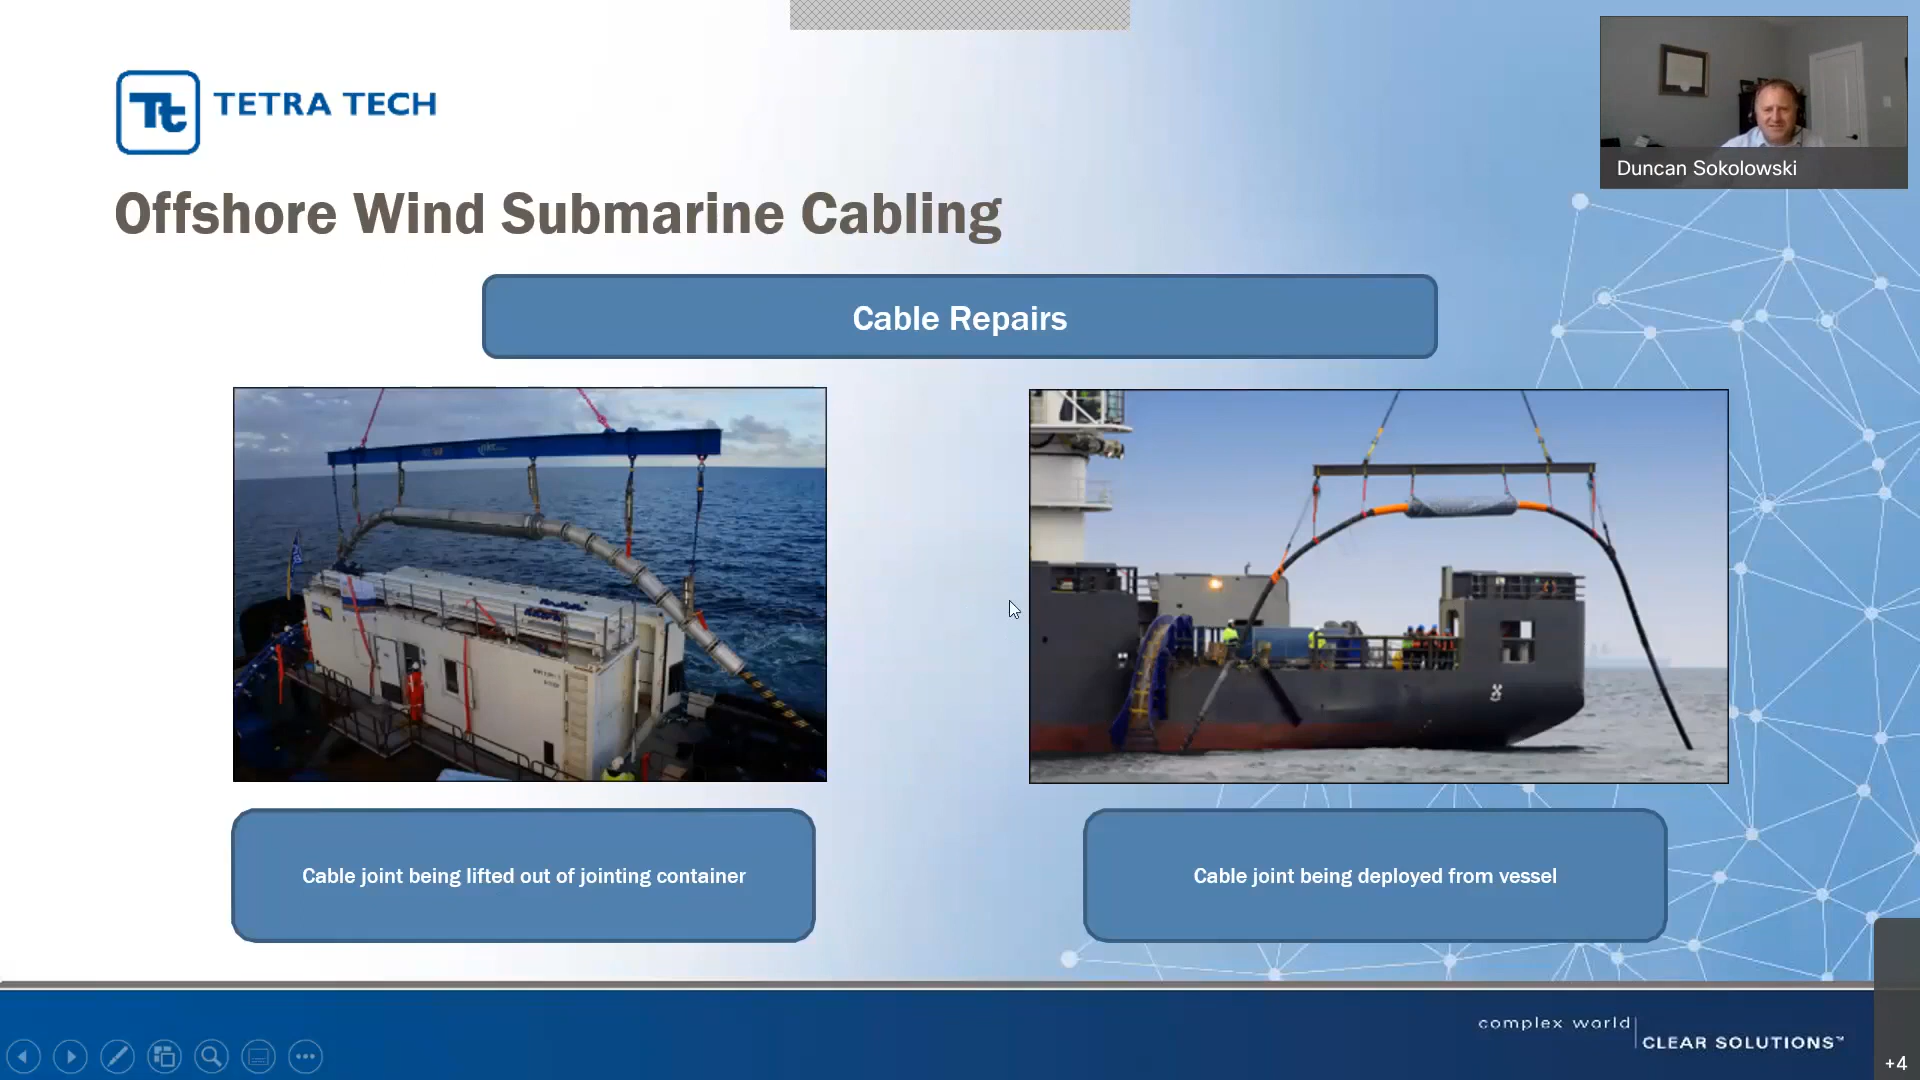 Tt TETRA TECH
Duncan Sokolowski
Offshore Wind Submarine Cabling
Cable Repairs
Cable joint being lifted out of jointing container
Cable joint being deployed from vessel
complex world
CLEAR SOLUTIONS™
+4